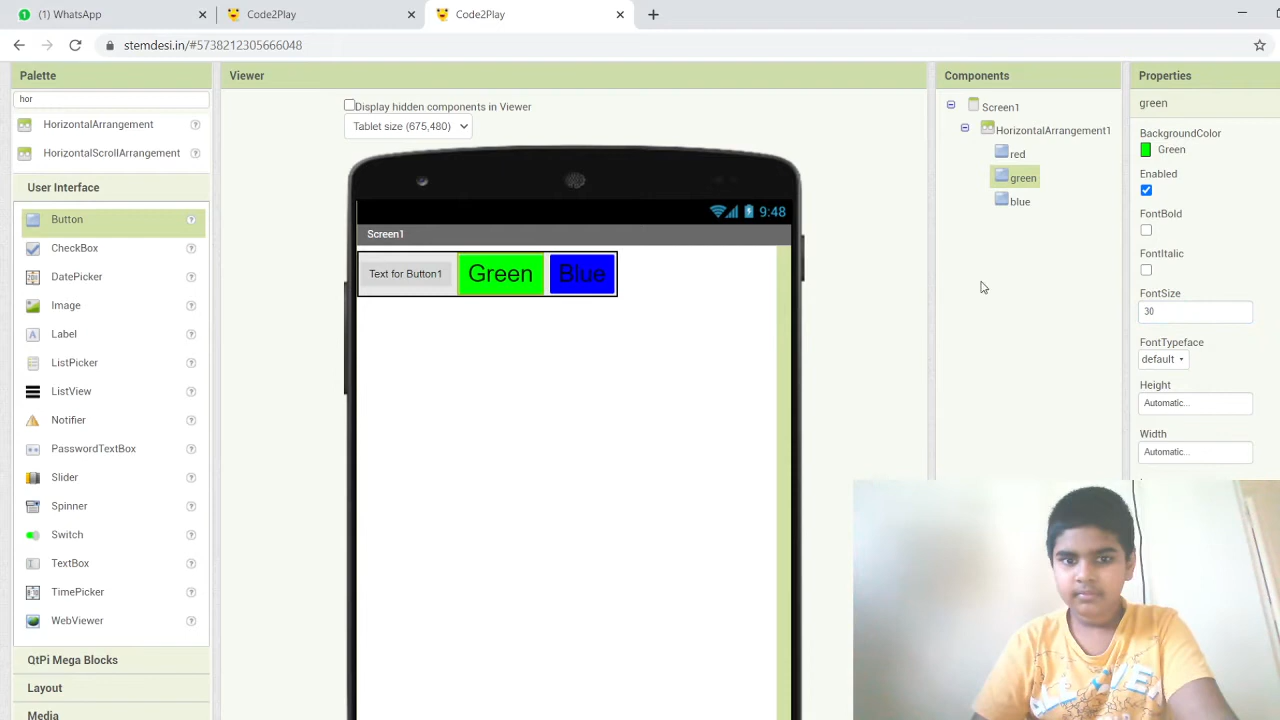 WhatsApp
Code2Play
Code2Play
stemdesi.in/#5738212305666048
Palette
Viewer
Components
Properties
hor
HorizontalArrangement
HorizontalScrollArrangement
User Interface
Button
CheckBox
DatePicker
Image
Label
ListPicker
ListView
Notifier
PasswordTextBox
Slider
Spinner
Switch
TextBox
TimePicker
WebViewer
QtPi Mega Blocks
Layout
Media
Display hidden components in Viewer
Tablet size (675,480)
9:48
Screen1
Text for Button1 Green Blue
Screen1
HorizontalArrangement1
red
green
blue
green
BackgroundColor
Green
Enabled
FontBold
FontItalic
FontSize
30
FontTypeface
default
Height
Automatic...
Width
Automatic...